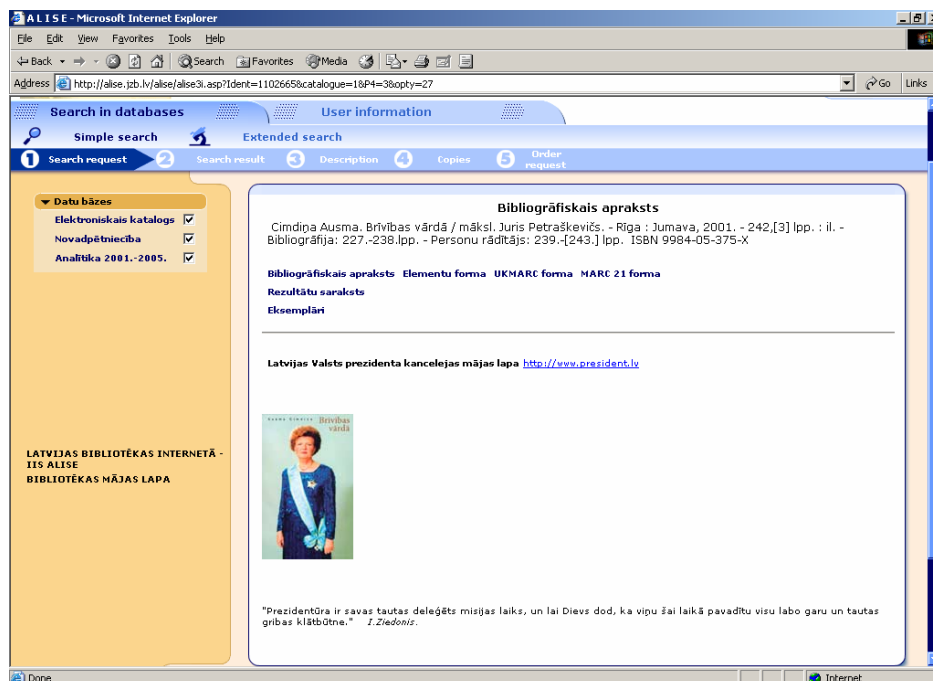 A L I S E - Microsoft Internet Explorer
File Edit View Favorites Tools Help
Back Search Favorites Media
Address http://alise.jzb.lv/alise/alise3i.asp?Ident=1102665&catalogue=1&P4=3&opty=27 Go Links
Search in databases User information
Simple search Extended search
1 Search request 2 Search result 3 Description 4 Copies 5 Order request
Datu bāzes
Elektroniskais katalogs
Novadpētniecība
Analītika 2001.-2005.
LATVIJAS BIBLIOTĒKAS INTERNETĀ -
IIS ALISE
BIBLIOTĒKAS MĀJAS LAPA
Bibliogrāfiskais apraksts
Cimdiņa Ausma. Brīvības vārdā / māksl. Juris Petraškevičs. - Rīga : Jumava, 2001. - 242,[3] lpp. : il. -
Bibliogrāfija: 227.-238.lpp. - Personu rādītājs: 239.-[243.] lpp. ISBN 9984-05-375-X
Bibliogrāfiskais apraksts Elementu forma UKMARC forma MARC 21 forma
Rezultātu saraksts
Eksemplāri
Latvijas Valsts prezidenta kancelejas mājas lapa http://www.president.lv
Ausma Cimdiņa Brīvības
vārdā
"Prezidentūra ir savas tautas deleģēts misijas laiks, un lai Dievs dod, ka viņu šai laikā pavadītu visu labo garu un tautas
gribas klātbūtne." I.Ziedonis.
Done Internet